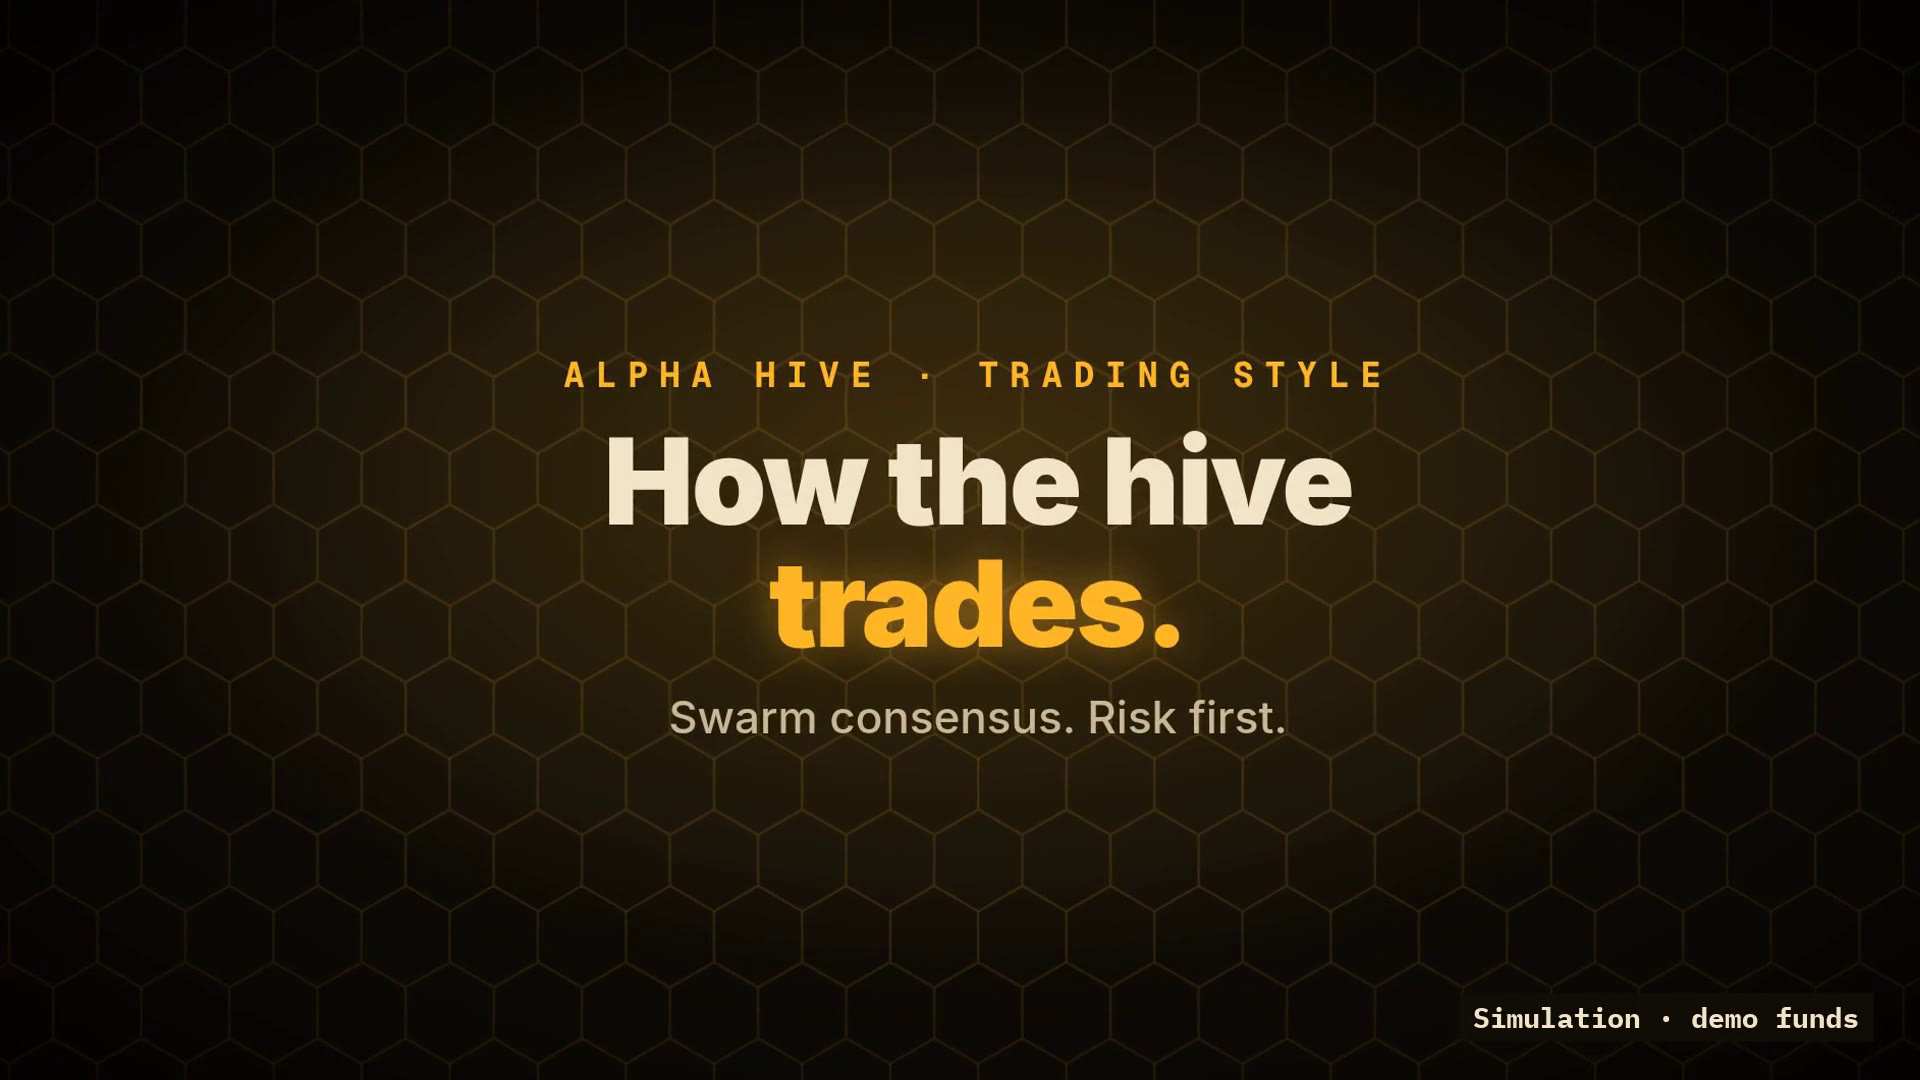 ALPHA HIVE · TRADING STYLE
How the hive
trades.
Swarm consensus. Risk first.
Simulation · demo funds